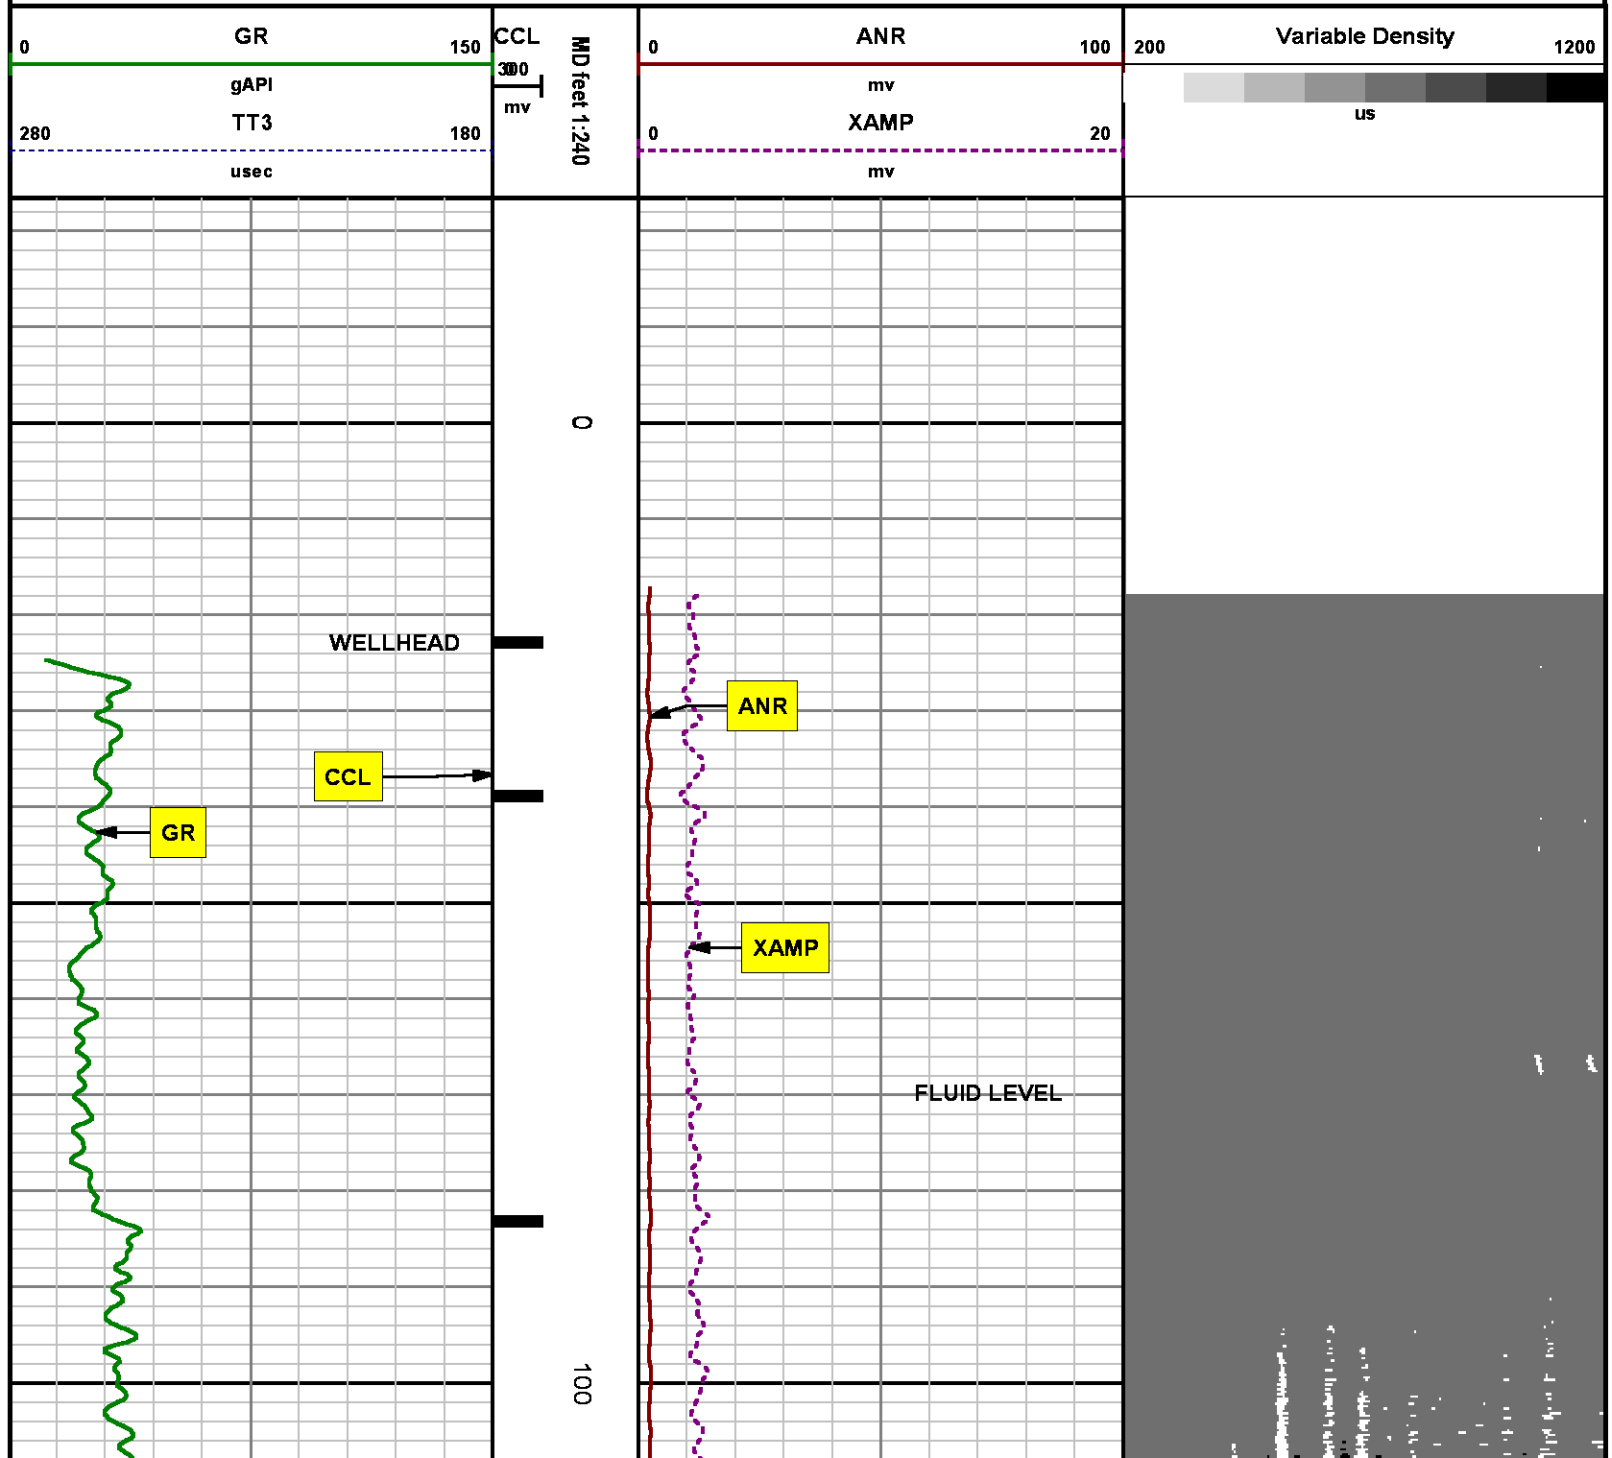 GR
0 150
gAPI
TT3
280 180
usec
CCL
mv
MD feet 1:240
ANR
0 100
mv
XAMP
0 20
mv
Variable Density
200 1200
us
0
WELLHEAD
ANR
CCL
GR
XAMP
FLUID LEVEL
100